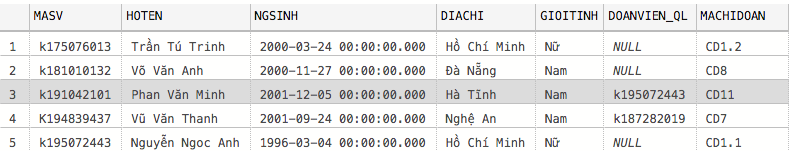 MASV HOTEN NGSINH DIACHI GIOITINH DOANVIEN_QL MACHIDOAN
1 k175076013 Trần Tú Trinh 2000-03-24 00:00:00.000 Hồ Chí Minh Nữ NULL CD1.2
2 k181010132 Võ Văn Anh 2000-11-27 00:00:00.000 Đà Nẵng Nam NULL CD8
3 k191042101 Phan Văn Minh 2001-12-05 00:00:00.000 Hà Tĩnh Nam k195072443 CD11
4 K194839437 Vũ Văn Thanh 2001-09-24 00:00:00.000 Nghệ An Nam k187282019 CD7
5 k195072443 Nguyễn Ngoc Anh 1996-03-04 00:00:00.000 Hồ Chí Minh Nữ NULL CD1.1